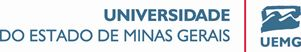 UNIVERSIDADE
DO ESTADO DE MINAS GERAIS
UEMG